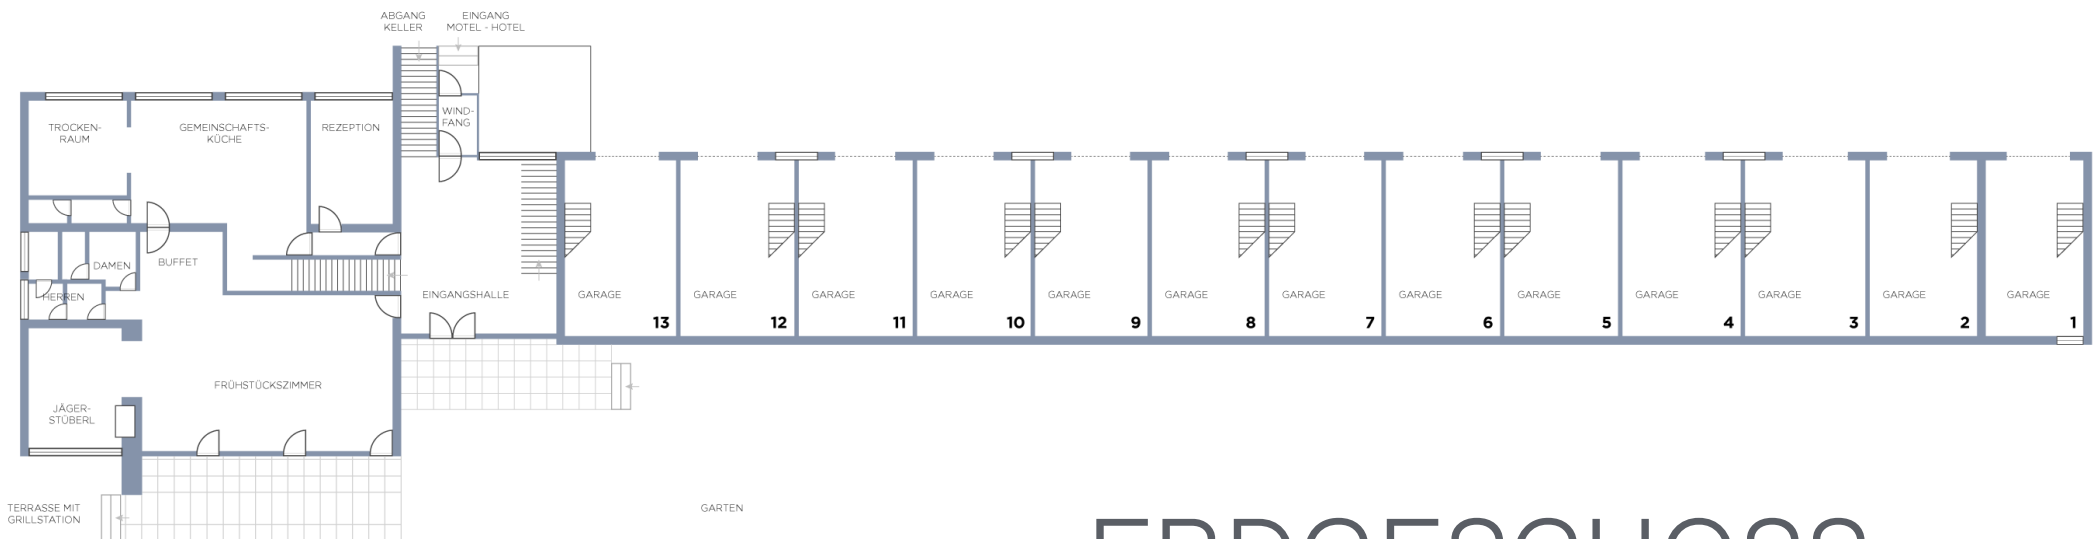 ABGANG
KELLER
EINGANG
MOTEL - HOTEL
WIND-
FANG
TROCKEN-
RAUM
GEMEINSCHAFTS-
KÜCHE
REZEPTION
DAMEN
BUFFET
HERREN
EINGANGSHALLE
GARAGE
13
GARAGE
12
GARAGE
11
GARAGE
10
GARAGE
9
GARAGE
8
GARAGE
7
GARAGE
6
GARAGE
5
GARAGE
4
GARAGE
3
GARAGE
2
GARAGE
1
FRÜHSTÜCKSZIMMER
JÄGER-
STÜBERL
TERRASSE MIT
GRILLSTATION
GARTEN
ERDGESCHOSS